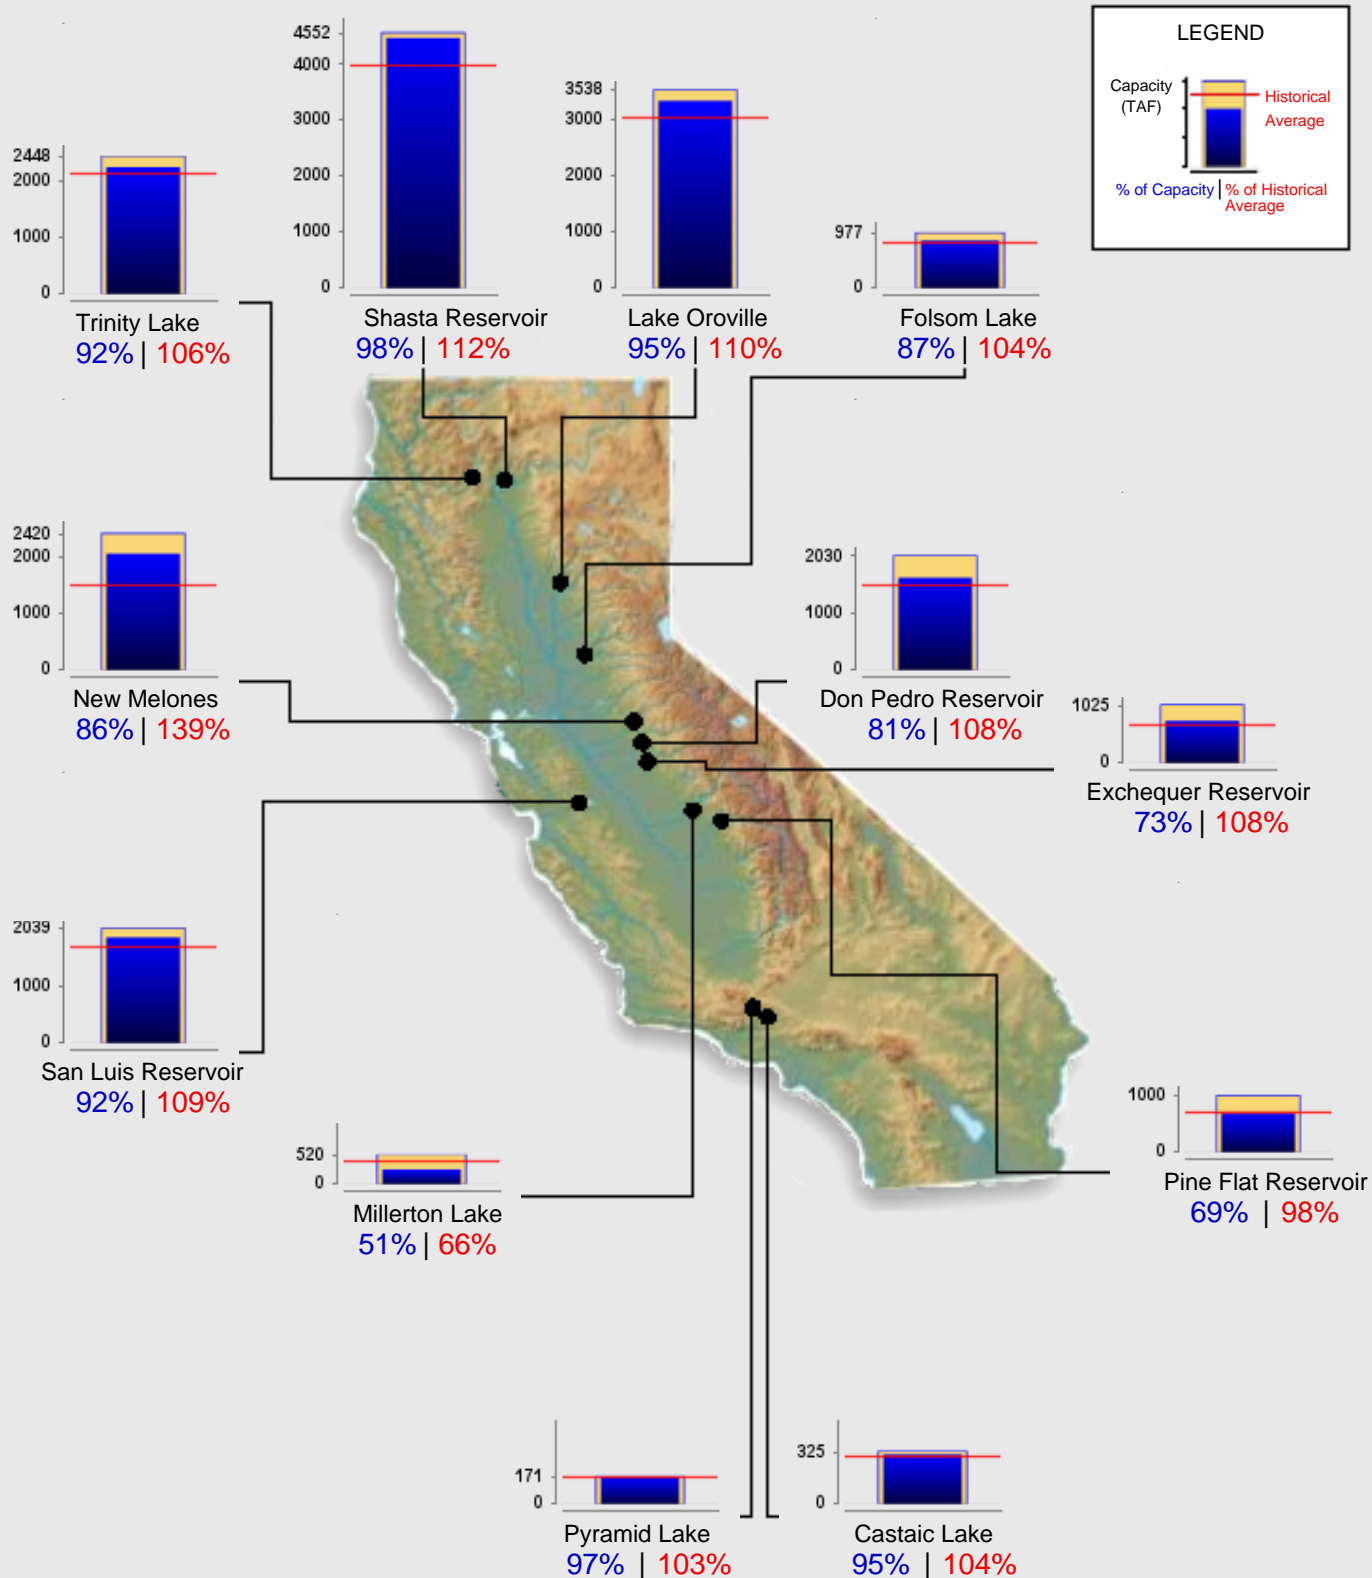 LEGEND
Capacity
(TAF)
Historical
Average
% of Capacity | % of Historical
Average
4552
4000
3000
2000
1000
0
Shasta Reservoir
98% | 112%
3538
3000
2000
1000
0
Lake Oroville
95% | 110%
2448
2000
1000
0
Trinity Lake
92% | 106%
977
0
Folsom Lake
87% | 104%
2420
2000
1000
0
New Melones
86% | 139%
2030
1000
0
Don Pedro Reservoir
81% | 108%
1025
0
Exchequer Reservoir
73% | 108%
2039
1000
0
San Luis Reservoir
92% | 109%
520
0
Millerton Lake
51% | 66%
1000
0
Pine Flat Reservoir
69% | 98%
171
0
Pyramid Lake
97% | 103%
325
0
Castaic Lake
95% | 104%